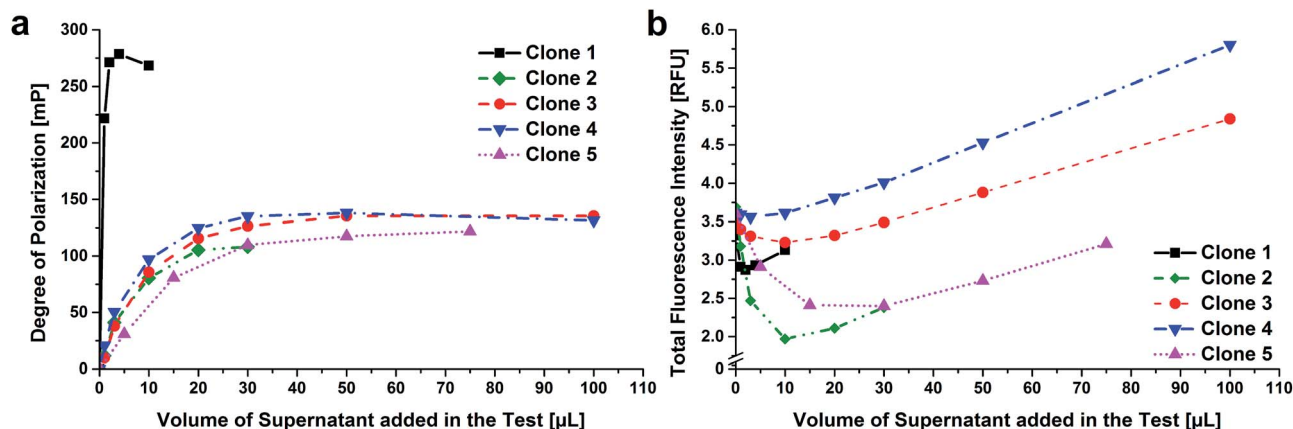 a
300
250
200
150
100
50
0
Degree of Polarization [mP]
Clone 1
Clone 2
Clone 3
Clone 4
Clone 5
0 10 20 30 40 50 60 70 80 90 100 110
Volume of Supernatant added in the Test [µL]
b
6.0
5.5
5.0
4.5
4.0
3.5
3.0
2.5
2.0
0
Total Fluorescence Intensity [RFU]
Clone 1
Clone 2
Clone 3
Clone 4
Clone 5
0 10 20 30 40 50 60 70 80 90 100 110
Volume of Supernatant added in the Test [µL]